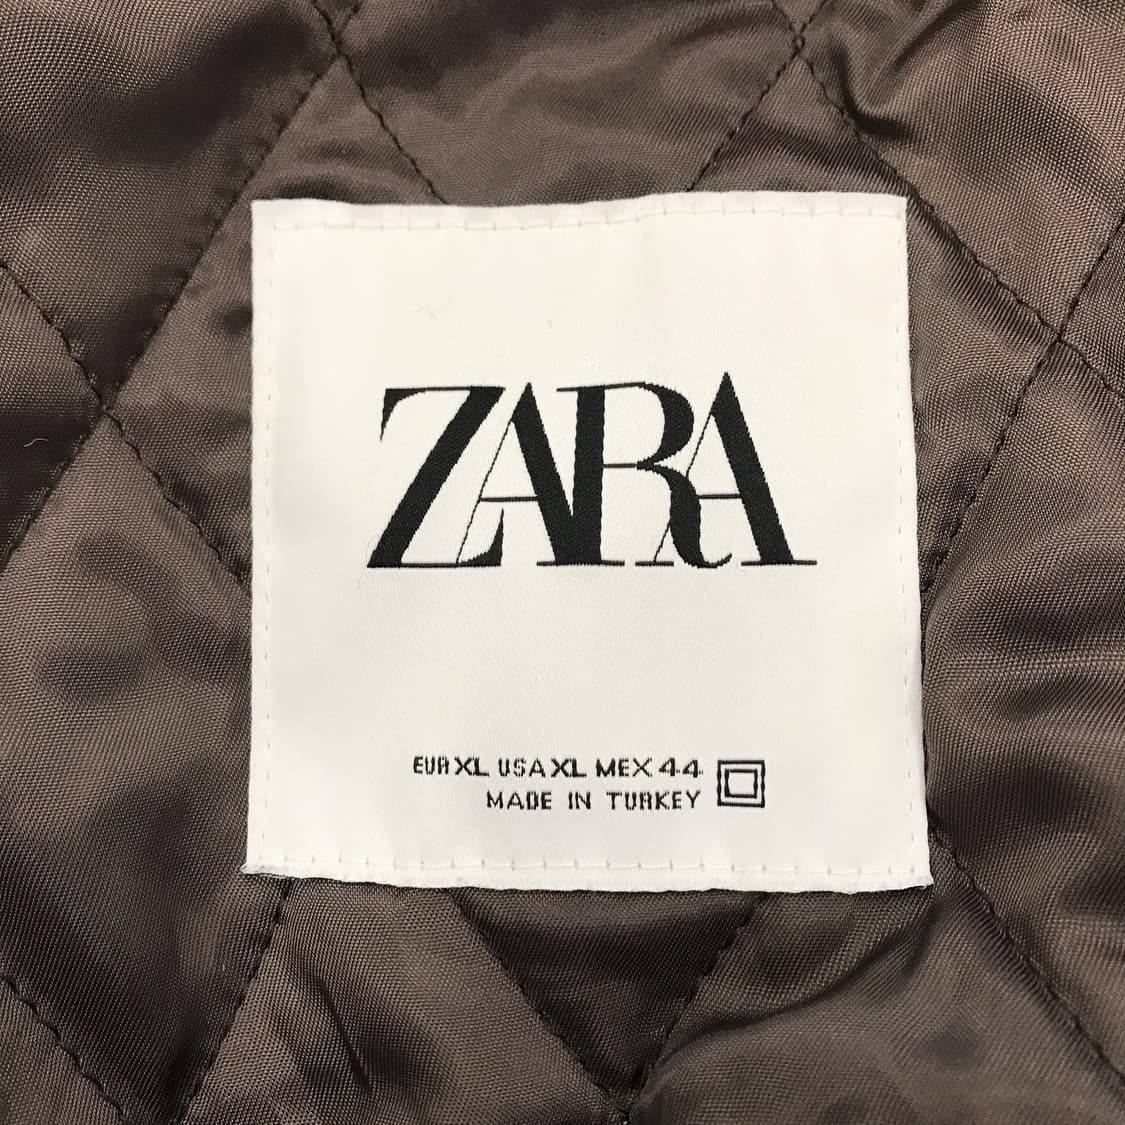 ZARA
EUR XL USA XL MEX 44
MADE IN TURKEY